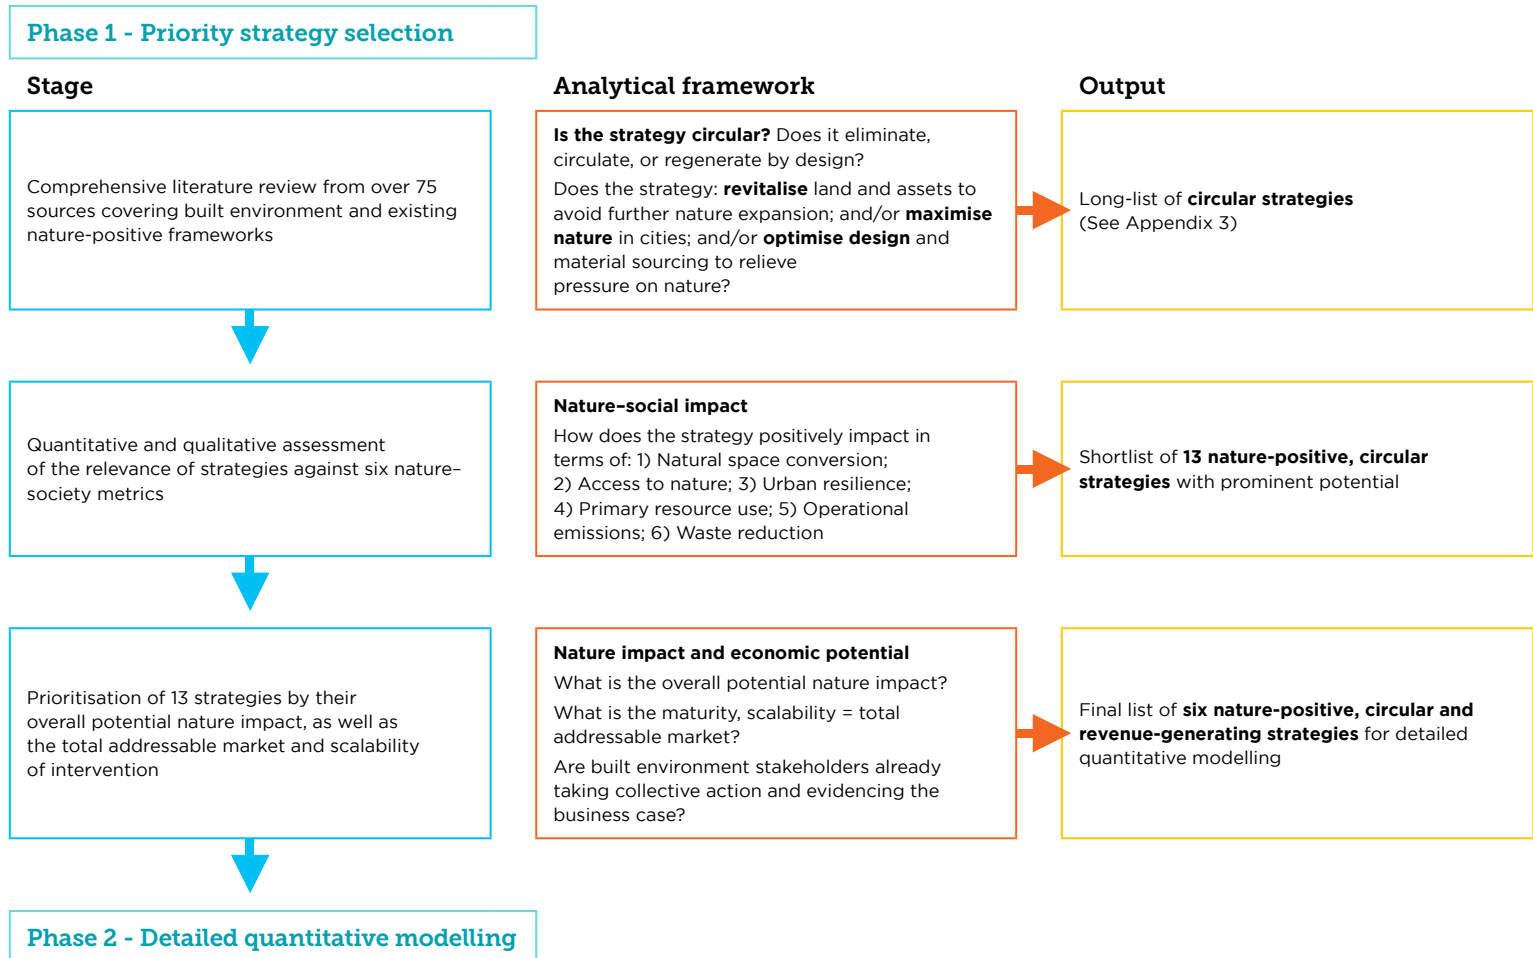 Phase 1 - Priority strategy selection
Stage
Analytical framework
Output
Comprehensive literature review from over 75
sources covering built environment and existing
nature-positive frameworks
Is the strategy circular? Does it eliminate,
circulate, or regenerate by design?
Does the strategy: revitalise land and assets to
avoid further nature expansion; and/or maximise
nature in cities; and/or optimise design and
material sourcing to relieve
pressure on nature?
Long-list of circular strategies
(See Appendix 3)
Quantitative and qualitative assessment
of the relevance of strategies against six nature–
society metrics
Nature–social impact
How does the strategy positively impact in
terms of: 1) Natural space conversion;
2) Access to nature; 3) Urban resilience;
4) Primary resource use; 5) Operational
emissions; 6) Waste reduction
Shortlist of 13 nature-positive, circular
strategies with prominent potential
Prioritisation of 13 strategies by their
overall potential nature impact, as well as
the total addressable market and scalability
of intervention
Nature impact and economic potential
What is the overall potential nature impact?
What is the maturity, scalability = total
addressable market?
Are built environment stakeholders already
taking collective action and evidencing the
business case?
Final list of six nature-positive, circular and
revenue-generating strategies for detailed
quantitative modelling
Phase 2 - Detailed quantitative modelling